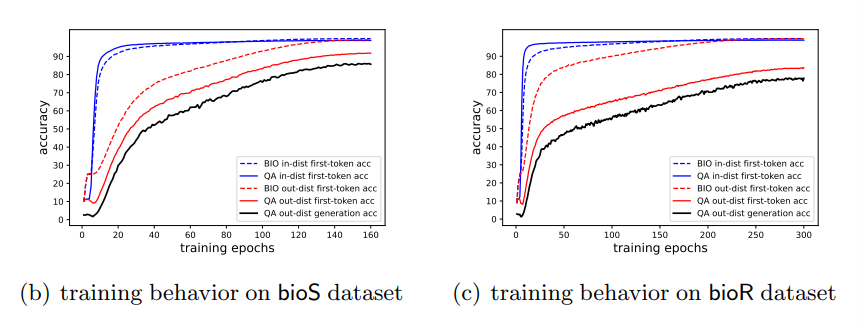 accuracy
90
80
70
60
50
40
30
20
10
0
0 20 40 60 80 100 120 140 160
training epochs
BIO in-dist first-token acc
QA in-dist first-token acc
BIO out-dist first-token acc
QA out-dist first-token acc
QA out-dist generation acc
(b) training behavior on bioS dataset
accuracy
90
80
70
60
50
40
30
20
10
0
0 50 100 150 200 250 300
training epochs
BIO in-dist first-token acc
QA in-dist first-token acc
BIO out-dist first-token acc
QA out-dist first-token acc
QA out-dist generation acc
(c) training behavior on bioR dataset